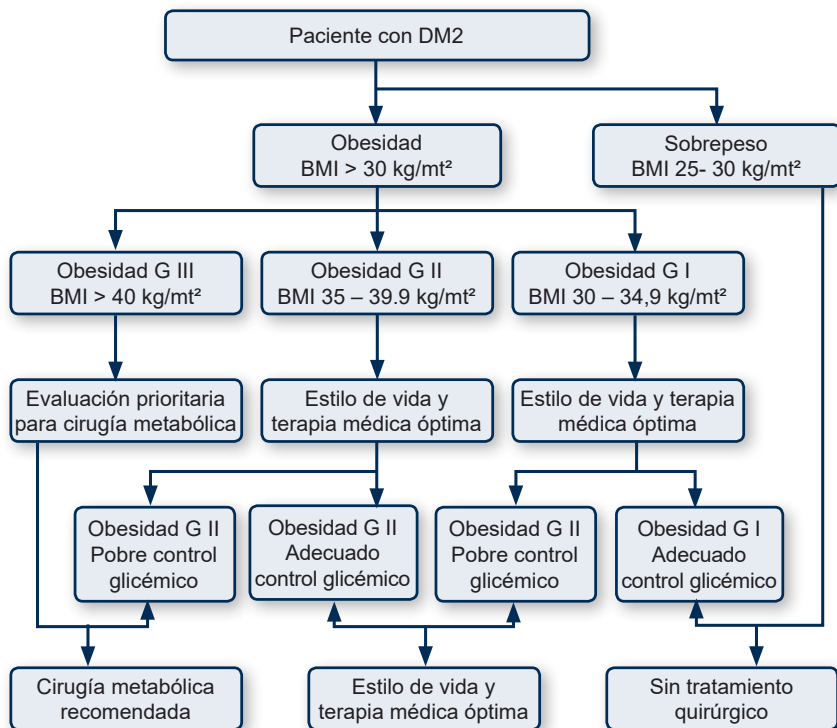 Paciente con DM2
Obesidad
BMI > 30 kg/mt²
Sobrepeso
BMI 25- 30 kg/mt²
Obesidad G III
BMI > 40 kg/mt²
Obesidad G II
BMI 35 – 39.9 kg/mt²
Obesidad G I
BMI 30 – 34,9 kg/mt²
Evaluación prioritaria
para cirugía metabólica
Estilo de vida y
terapia médica óptima
Estilo de vida y terapia
médica óptima
Obesidad G II
Pobre control
glicémico
Obesidad G II
Adecuado
control glicémico
Obesidad G II
Pobre control
glicémico
Obesidad G I
Adecuado
control glicémico
Cirugía metabólica
recomendada
Estilo de vida y
terapia médica óptima
Sin tratamiento
quirúrgico